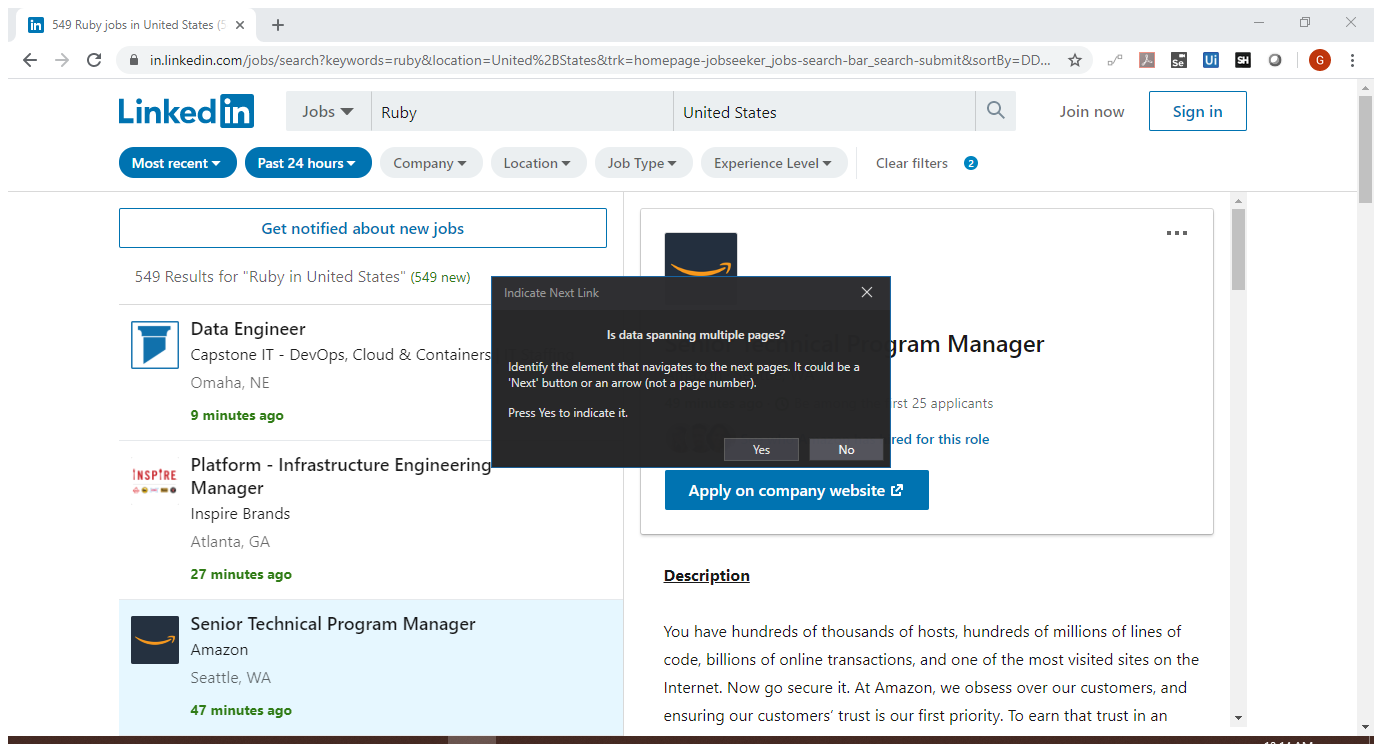 549 Ruby jobs in United States (5
in.linkedin.com/jobs/search?keywords=ruby&location=United%2BStates&trk=homepage-jobseeker_jobs-search-bar_search-submit&sortBy=DD...
Se
Ui
SH
G
Linked in
Jobs
Ruby
United States
Join now
Sign in
Most recent
Past 24 hours
Company
Location
Job Type
Experience Level
Clear filters
2
Get notified about new jobs
549 Results for "Ruby in United States" (549 new)
Data Engineer
Capstone IT - DevOps, Cloud & Containers
Omaha, NE
9 minutes ago
INSPIRE
Platform - Infrastructure Engineering
Manager
Inspire Brands
Atlanta, GA
27 minutes ago
Senior Technical Program Manager
Amazon
Seattle, WA
47 minutes ago
Indicate Next Link
Is data spanning multiple pages?
Identify the element that navigates to the next pages. It could be a
'Next' button or an arrow (not a page number).
Press Yes to indicate it.
Yes
No
Senior Technical Program Manager
rst 25 applicants
red for this role
Apply on company website
Description
You have hundreds of thousands of hosts, hundreds of millions of lines of
code, billions of online transactions, and one of the most visited sites on the
Internet. Now go secure it. At Amazon, we obsess over our customers, and
ensuring our customers’ trust is our first priority. To earn that trust in an